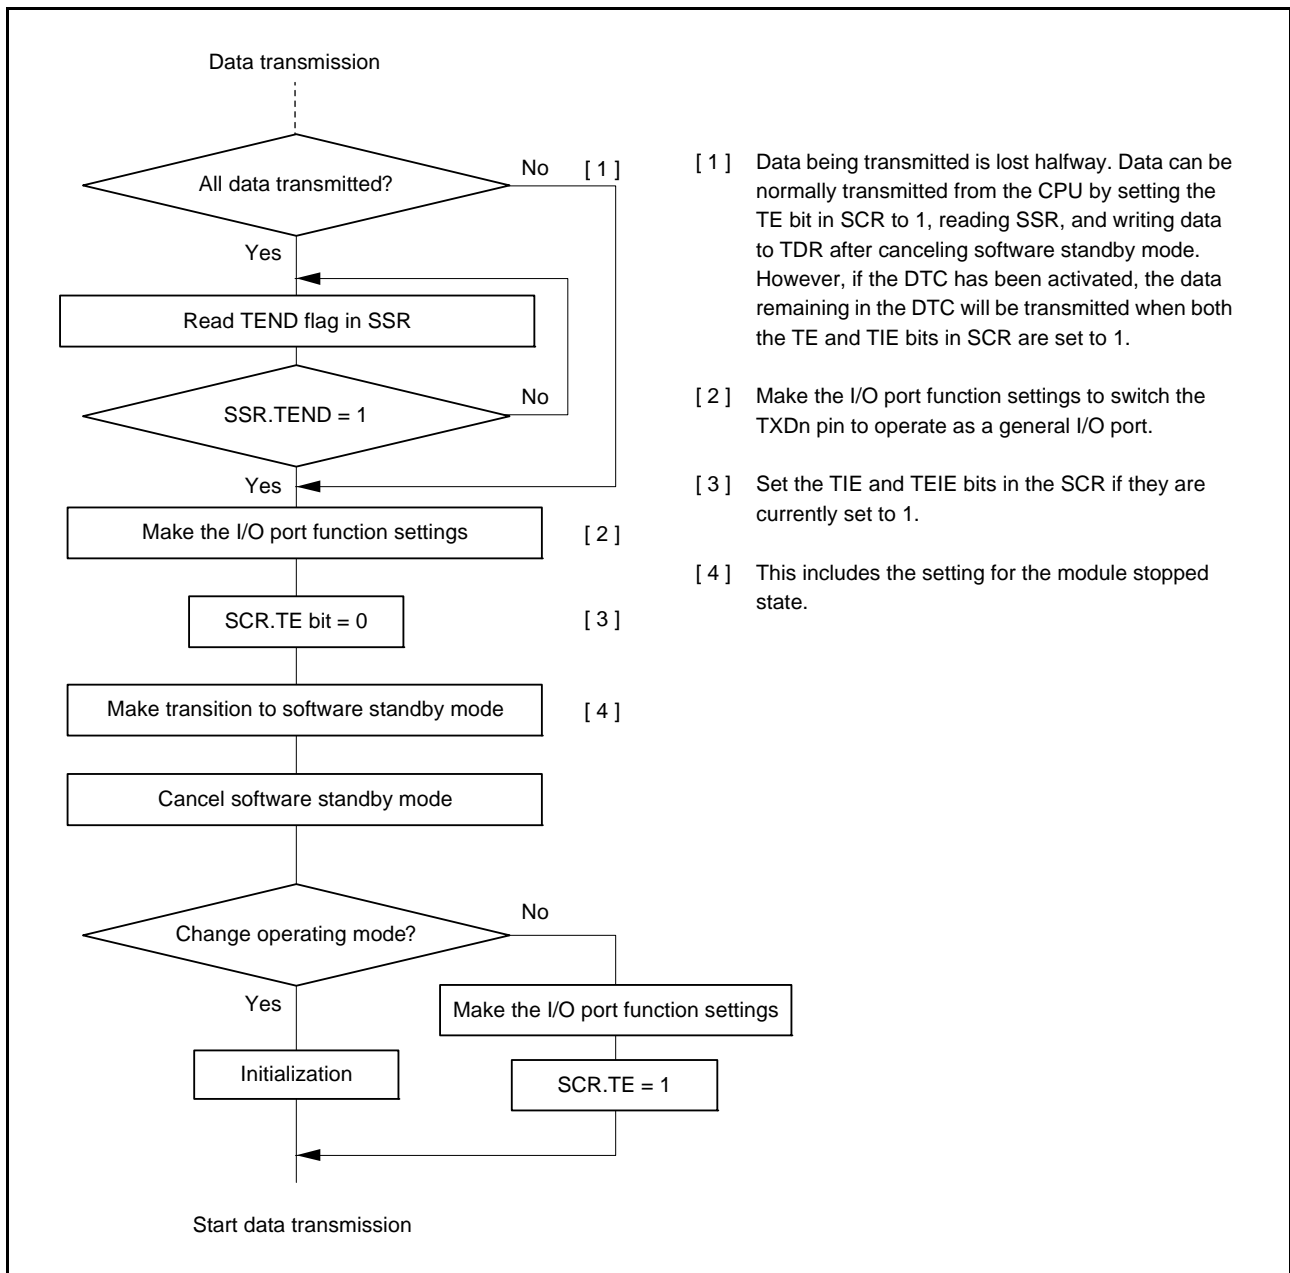 Data transmission
All data transmitted?
No [ 1 ]
Yes
Read TEND flag in SSR
SSR.TEND = 1
No
Yes
Make the I/O port function settings
[ 2 ]
SCR.TE bit = 0
[ 3 ]
Make transition to software standby mode
[ 4 ]
Cancel software standby mode
Change operating mode?
No
Yes
Make the I/O port function settings
Initialization
SCR.TE = 1
Start data transmission
[ 1 ] Data being transmitted is lost halfway. Data can be
normally transmitted from the CPU by setting the
TE bit in SCR to 1, reading SSR, and writing data
to TDR after canceling software standby mode.
However, if the DTC has been activated, the data
remaining in the DTC will be transmitted when both
the TE and TIE bits in SCR are set to 1.
[ 2 ] Make the I/O port function settings to switch the
TXDn pin to operate as a general I/O port.
[ 3 ] Set the TIE and TEIE bits in the SCR if they are
currently set to 1.
[ 4 ] This includes the setting for the module stopped
state.